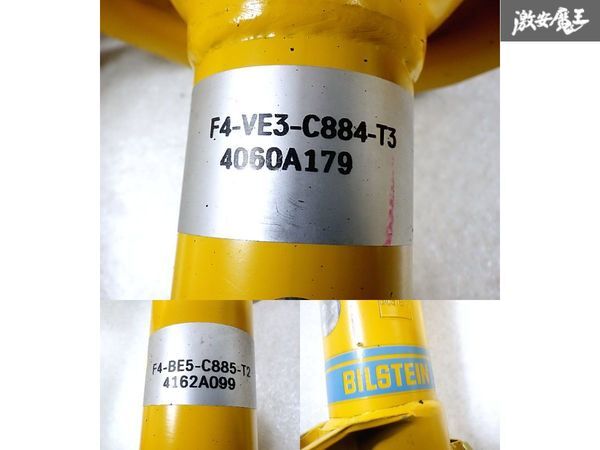 激安魔王
F4-VE3-C884-T3
4060A179
F4-BE5-C885-T2
4162A099
BILSTEIN